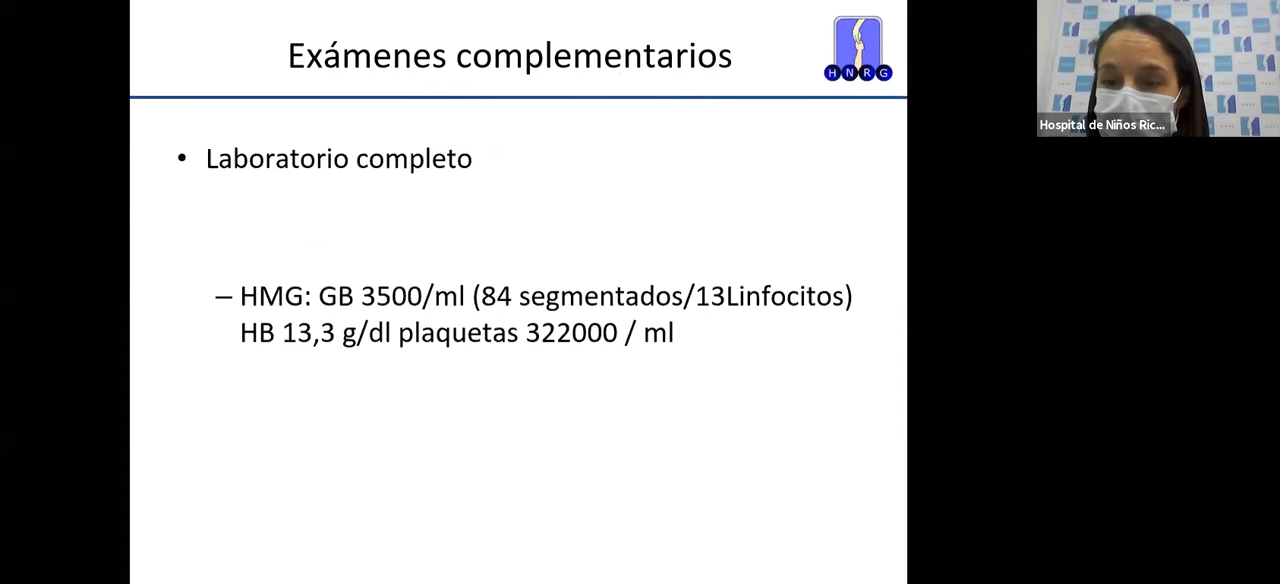 Exámenes complementarios
H N R G
• Laboratorio completo
– HMG: GB 3500/ml (84 segmentados/13Linfocitos)
HB 13,3 g/dl plaquetas 322000 / ml
Hospital de Niños Ric...